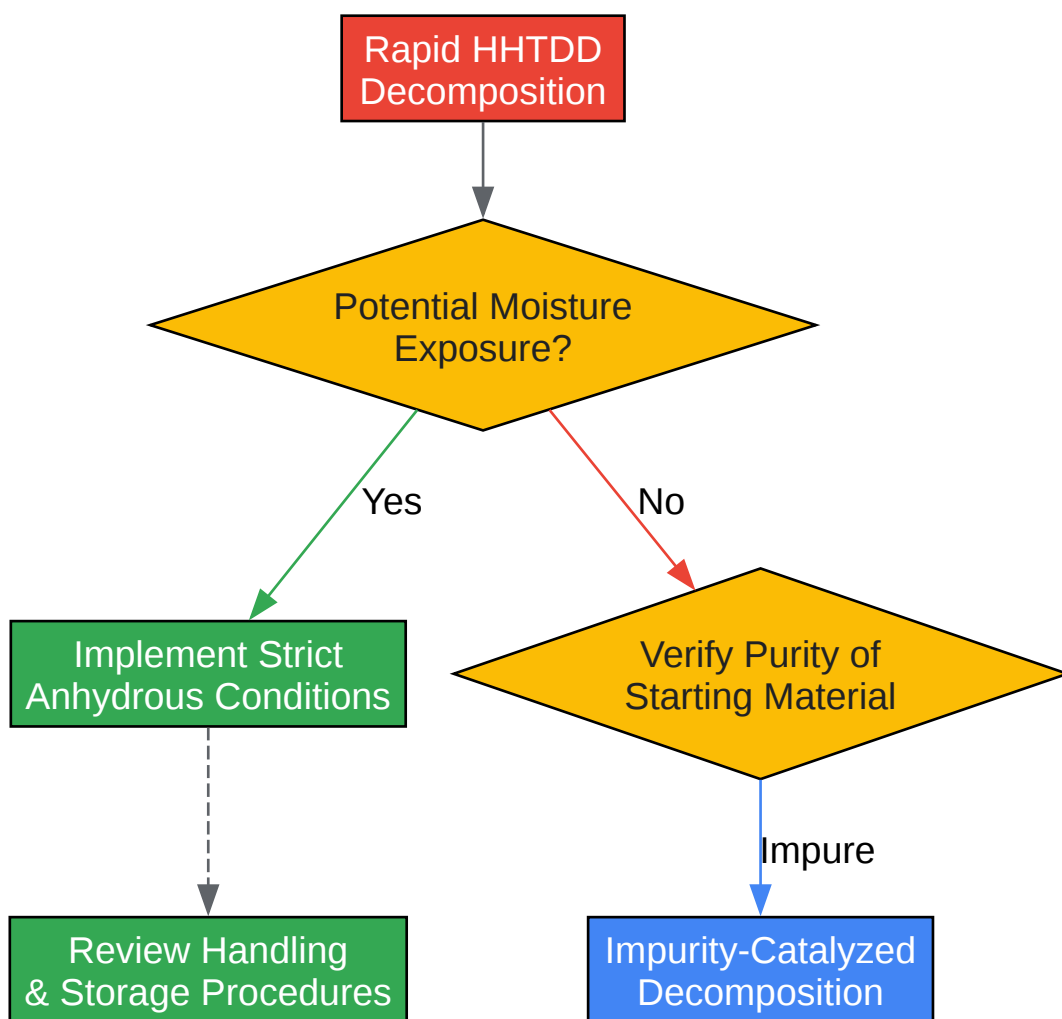 Rapid HHTDD
Decomposition
Potential Moisture
Exposure?
Yes
No
Implement Strict
Anhydrous Conditions
Verify Purity of
Starting Material
Impure
Review Handling
& Storage Procedures
Impurity-Catalyzed
Decomposition